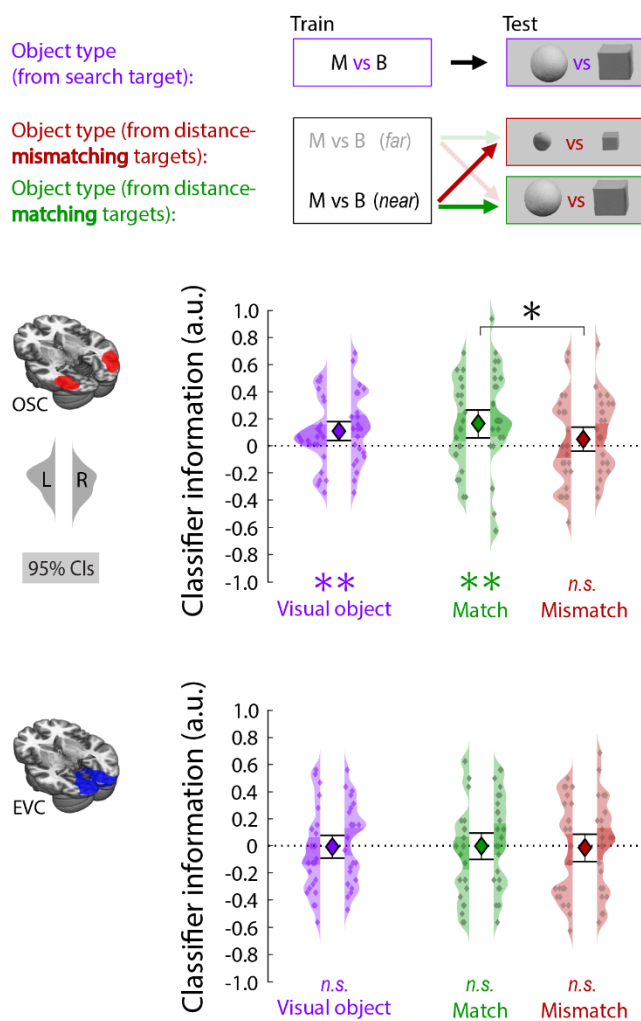 Train
Test
Object type
(from search target):
M vs B
vs
Object type (from distance-
mismatching targets):
Object type (from distance-
matching targets):
M vs B (far)
M vs B (near)
vs
vs
OSC
L R
95% CIs
Classifier information (a.u.)
1.0
0.8
0.6
0.4
0.2
0
-0.2
-0.4
-0.6
-0.8
-1.0
*
** ** n.s.
Visual object Match Mismatch
EVC
Classifier information (a.u.)
1.0
0.8
0.6
0.4
0.2
0
-0.2
-0.4
-0.6
-0.8
-1.0
n.s. n.s. n.s.
Visual object Match Mismatch